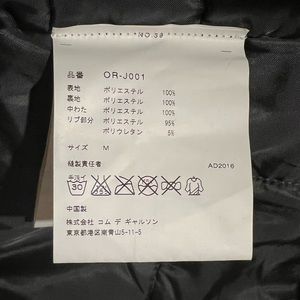 NO.39
品番 OR-J001
表地 ポリエステル 100%
裏地 ポリエステル 100%
中わた ポリエステル 100%
リブ部分 ポリエステル 95%
ポリウレタン 5%
サイズ M
縫製責任者 AD2016
30
中国製
株式会社 コム デ ギャルソン
東京都港区南青山5-11-5